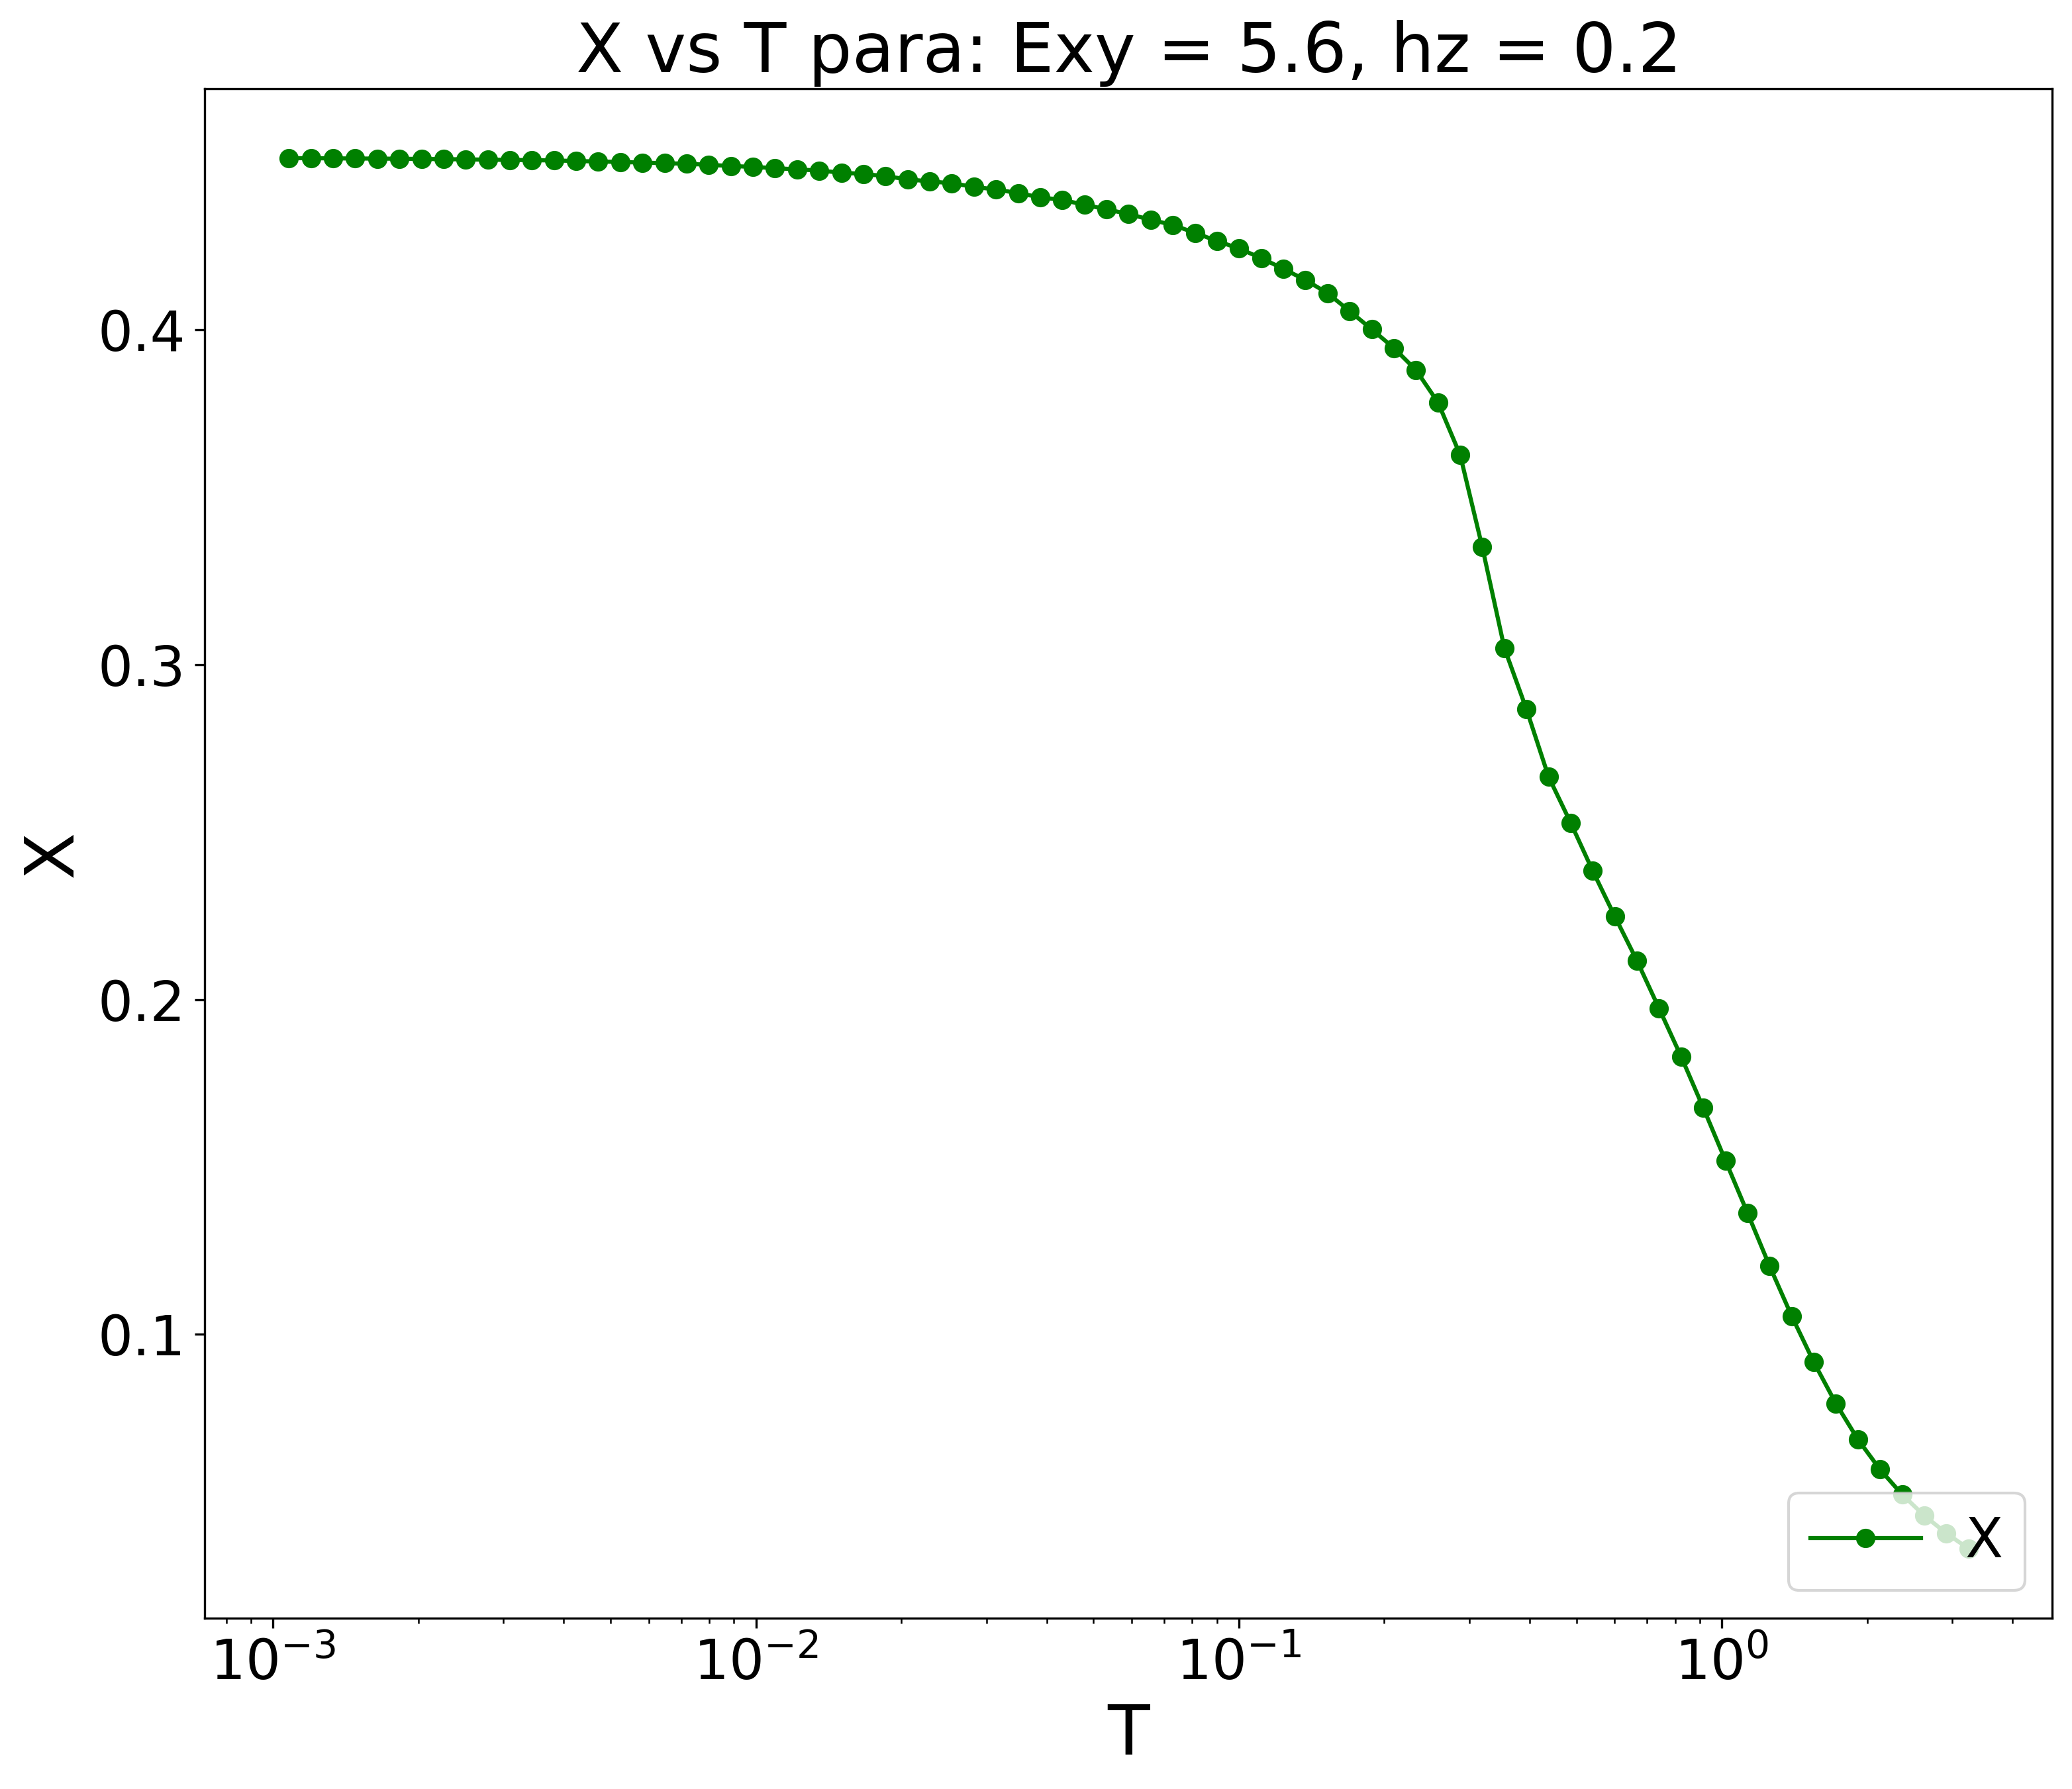 X vs T para: Exy = 5.6, hz = 0.2
X
0.4
0.3
0.2
0.1
X
10⁻³ 10⁻² 10⁻¹ 10⁰
T